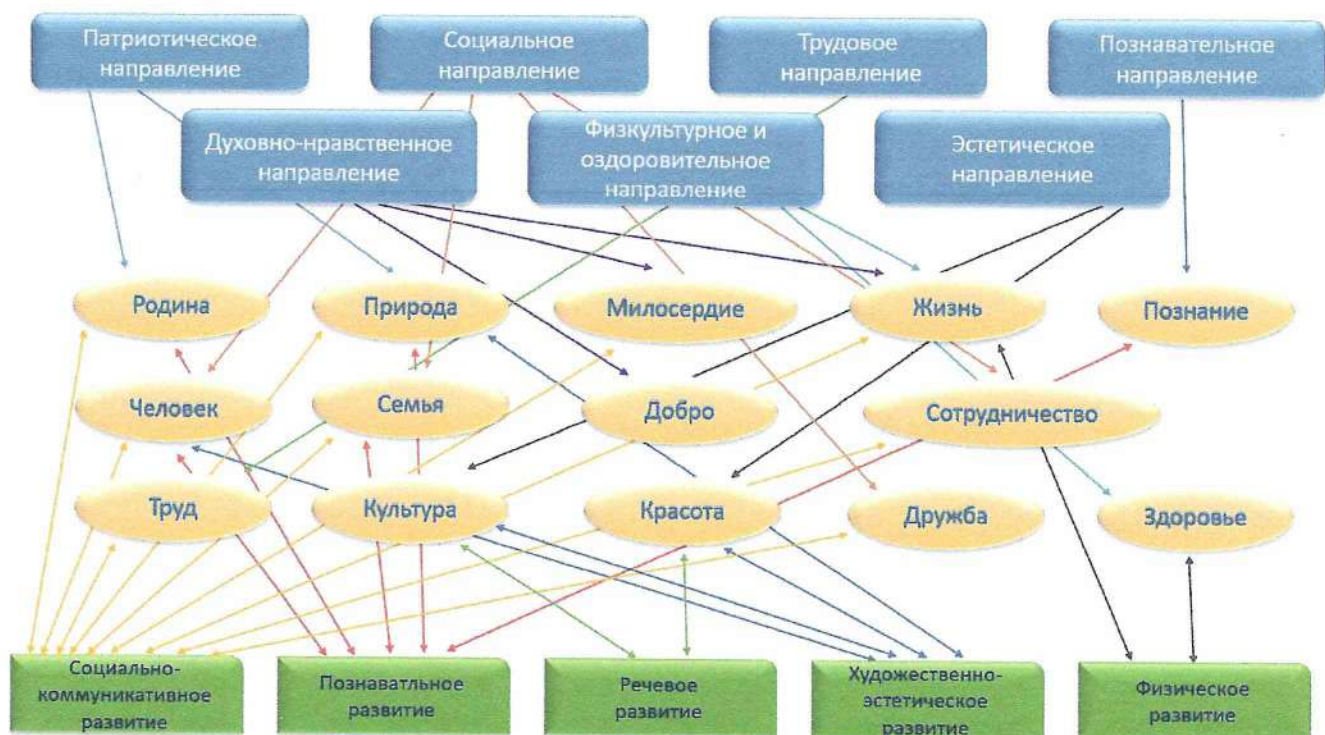 Патриотическое
направление
Социальное
направление
Трудовое
направление
Познавательное
направление
Духовно-нравственное
направление
Физкультурное и
оздоровительное
направление
Эстетическое
направление
Родина
Природа
Милосердие
Жизнь
Познание
Человек
Семья
Добро
Сотрудничество
Труд
Культура
Красота
Дружба
Здоровье
Социально-
коммуникативное
развитие
Познаватльное
развитие
Речевое
развитие
Художественно-
эстетическое
развитие
Физическое
развитие